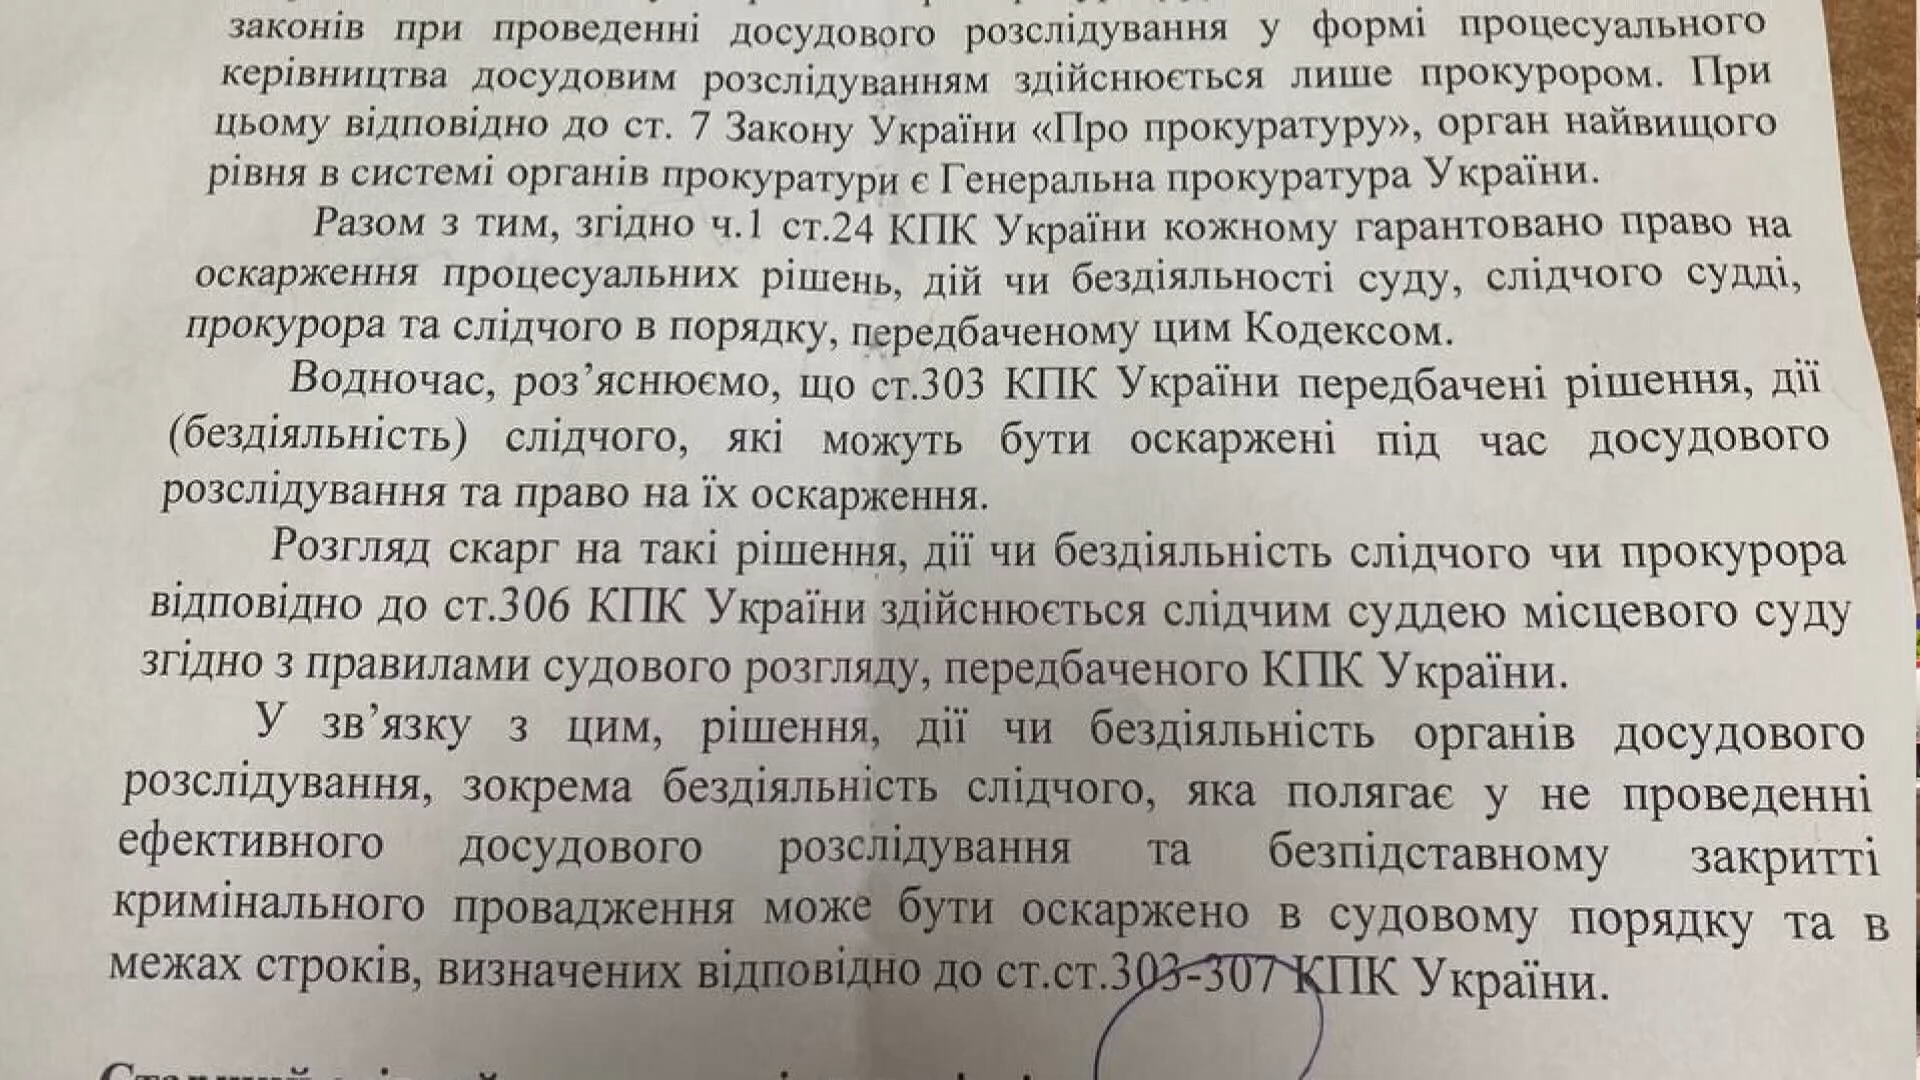 законів при проведенні досудового розслідування у формі процесуального
керівництва досудовим розслідуванням здійснюється лише прокурором. При
цьому відповідно до ст. 7 Закону України «Про прокуратуру», орган найвищого
рівня в системі органів прокуратури є Генеральна прокуратура України.
Разом з тим, згідно ч.1 ст.24 КПК України кожному гарантовано право на
оскарження процесуальних рішень, дій чи бездіяльності суду, слідчого судді,
прокурора та слідчого в порядку, передбаченому цим Кодексом.
Водночас, роз’яснюємо, що ст.303 КПК України передбачені рішення, дії
(бездіяльність) слідчого, які можуть бути оскаржені під час досудового
розслідування та право на їх оскарження.
Розгляд скарг на такі рішення, дії чи бездіяльність слідчого чи прокурора
відповідно до ст.306 КПК України здійснюється слідчим суддею місцевого суду
згідно з правилами судового розгляду, передбаченого КПК України.
У зв’язку з цим, рішення, дії чи бездіяльність органів досудового
розслідування, зокрема бездіяльність слідчого, яка полягає у не проведенні
ефективного досудового розслідування та безпідставному закритті
кримінального провадження може бути оскаржено в судовому порядку та в
межах строків, визначених відповідно до ст.ст.303-307 КПК України.